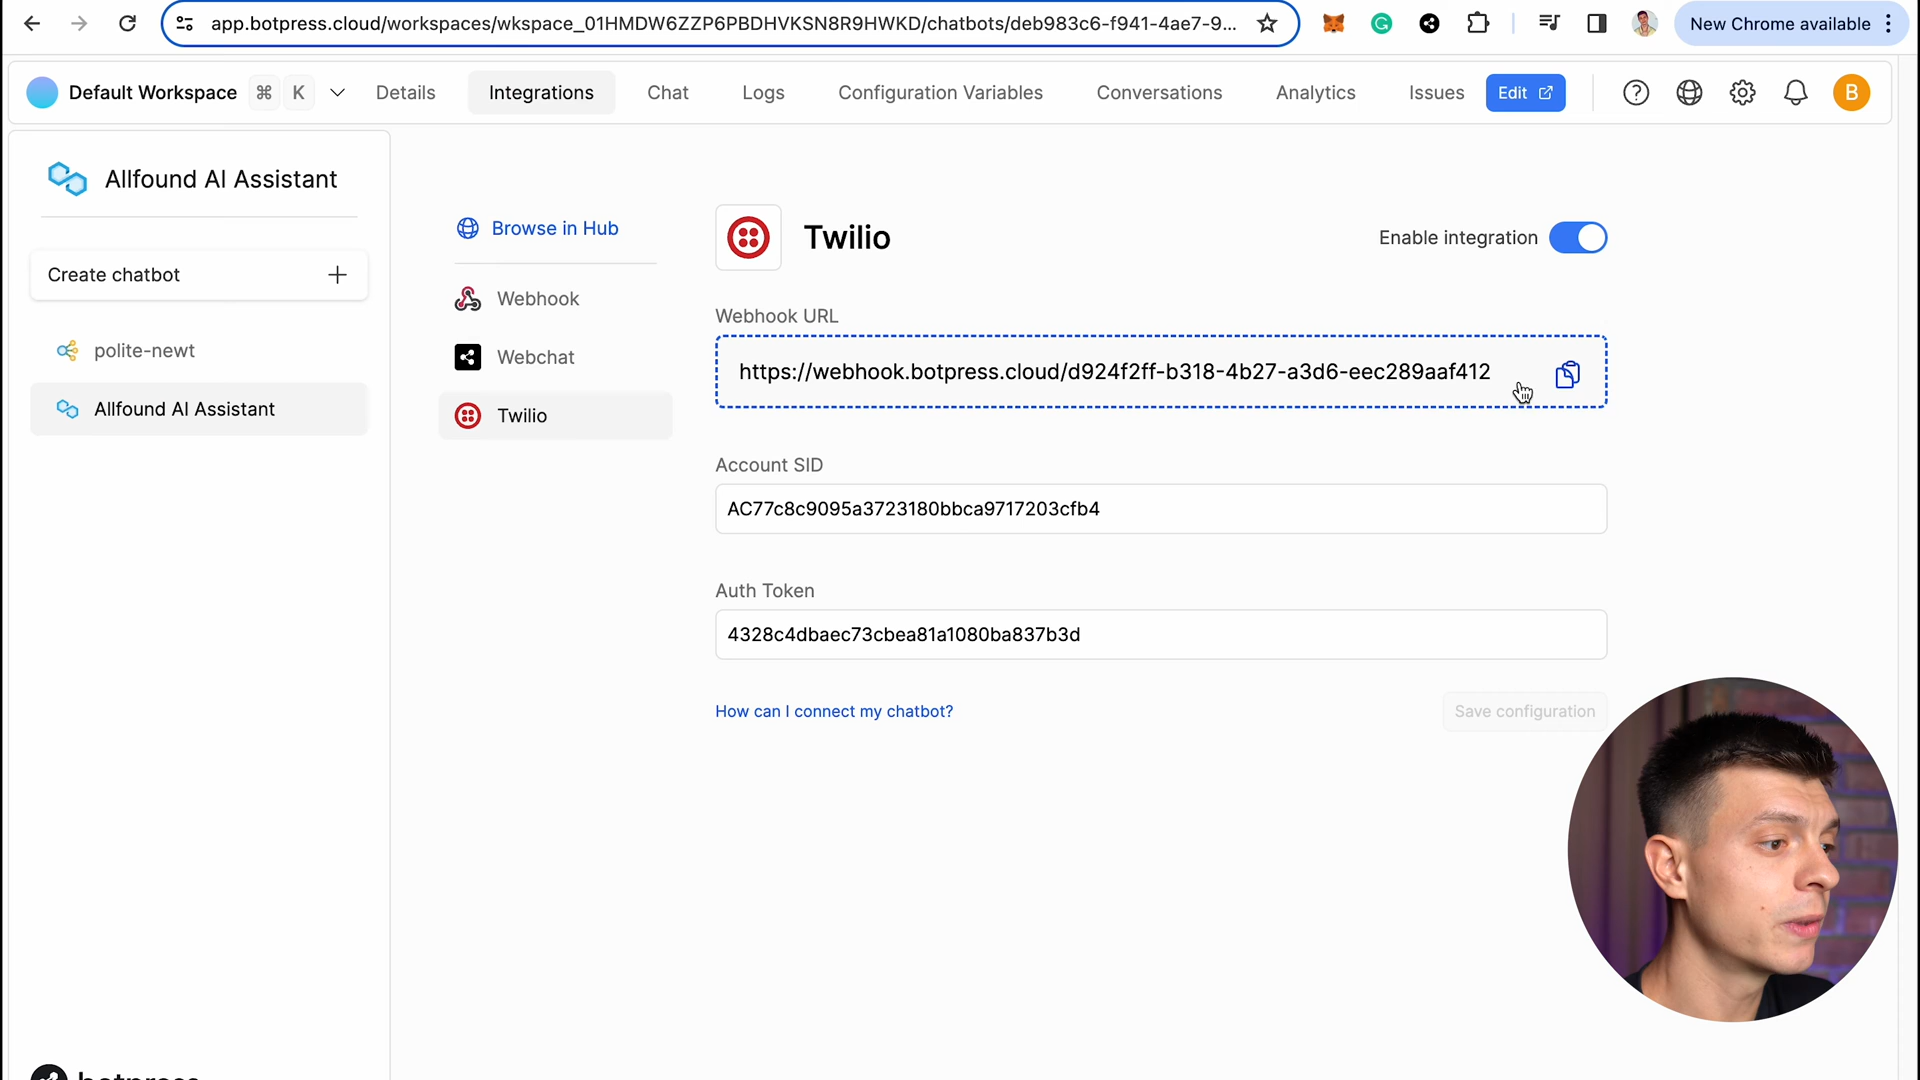 app.botpress.cloud/workspaces/wkspace_01HMDW6ZZP6PBDHVKSN8R9HWKD/chatbots/deb983c6-f941-4ae7-9...
New Chrome available
Default Workspace ⌘ K Details Integrations Chat Logs Configuration Variables Conversations Analytics Issues Edit B
Allfound AI Assistant
Create chatbot
polite-newt
Allfound AI Assistant
Browse in Hub
Webhook
Webchat
Twilio
Twilio
Enable integration
Webhook URL
https://webhook.botpress.cloud/d924f2ff-b318-4b27-a3d6-eec289aaf412
Account SID
AC77c8c9095a3723180bbca9717203cfb4
Auth Token
4328c4dbaec73cbea81a1080ba837b3d
How can I connect my chatbot?
Save configuration
botpress